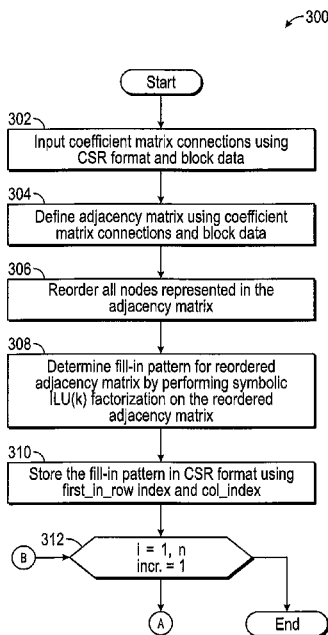 300
Start
302
Input coefficient matrix connections using
CSR format and block data
304
Define adjacency matrix using coefficient
matrix connections and block data
306
Reorder all nodes represented in the
adjacency matrix
308
Determine fill-in pattern for reordered
adjacency matrix by performing symbolic
ILU(k) factorization on the reordered
adjacency matrix
310
Store the fill-in pattern in CSR format using
first_in_row index and col_index
312
B
i = 1, n
incr. = 1
A
End